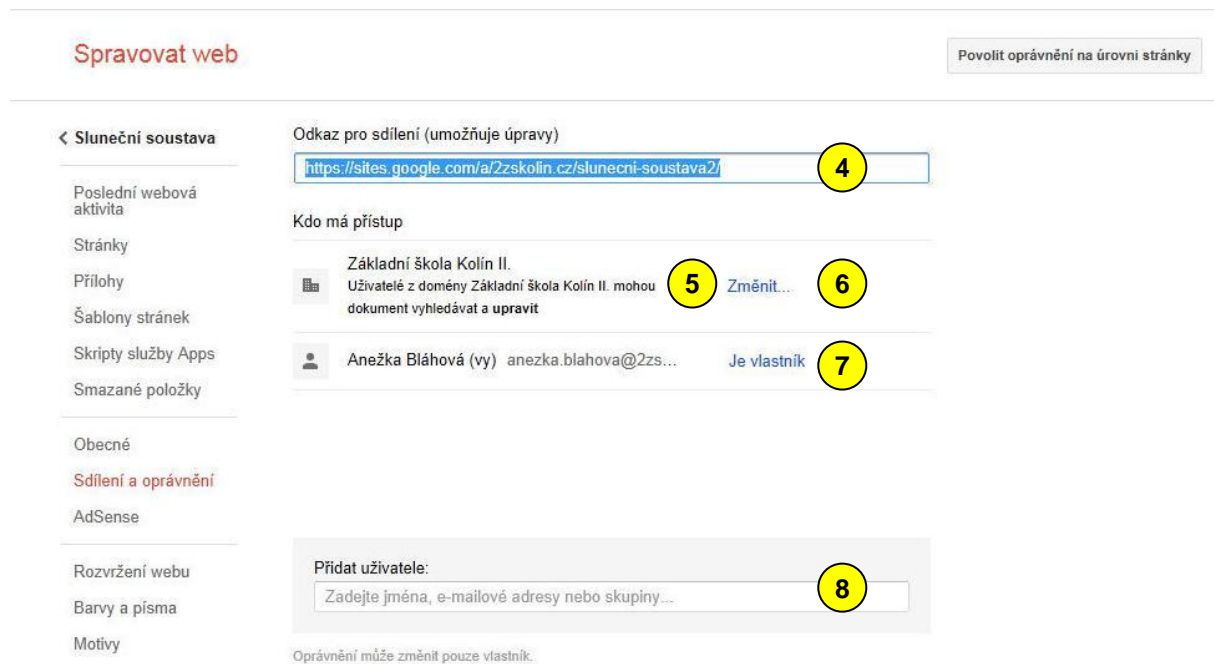 Spravovat web
Povolit oprávnění na úrovni stránky
Sluneční soustava
Poslední webová
aktivita
Stránky
Přílohy
Šablony stránek
Skripty služby Apps
Smazané položky
Obecné
Sdílení a oprávnění
AdSense
Rozvržení webu
Barvy a písma
Motivy
Odkaz pro sdílení (umožňuje úpravy)
https://sites.google.com/a/2zskolin.cz/slunecni-soustava2/ 4
Kdo má přístup
Základní škola Kolín II.
Uživatelé z domény Základní škola Kolín II. mohou 5 Změnit... 6
dokument vyhledávat a upravit
Anežka Bláhová (vy) anezka.blahova@2zs... Je vlastník 7
Přidat uživatele:
Zadejte jména, e-mailové adresy nebo skupiny... 8
Oprávnění může změnit pouze vlastník.